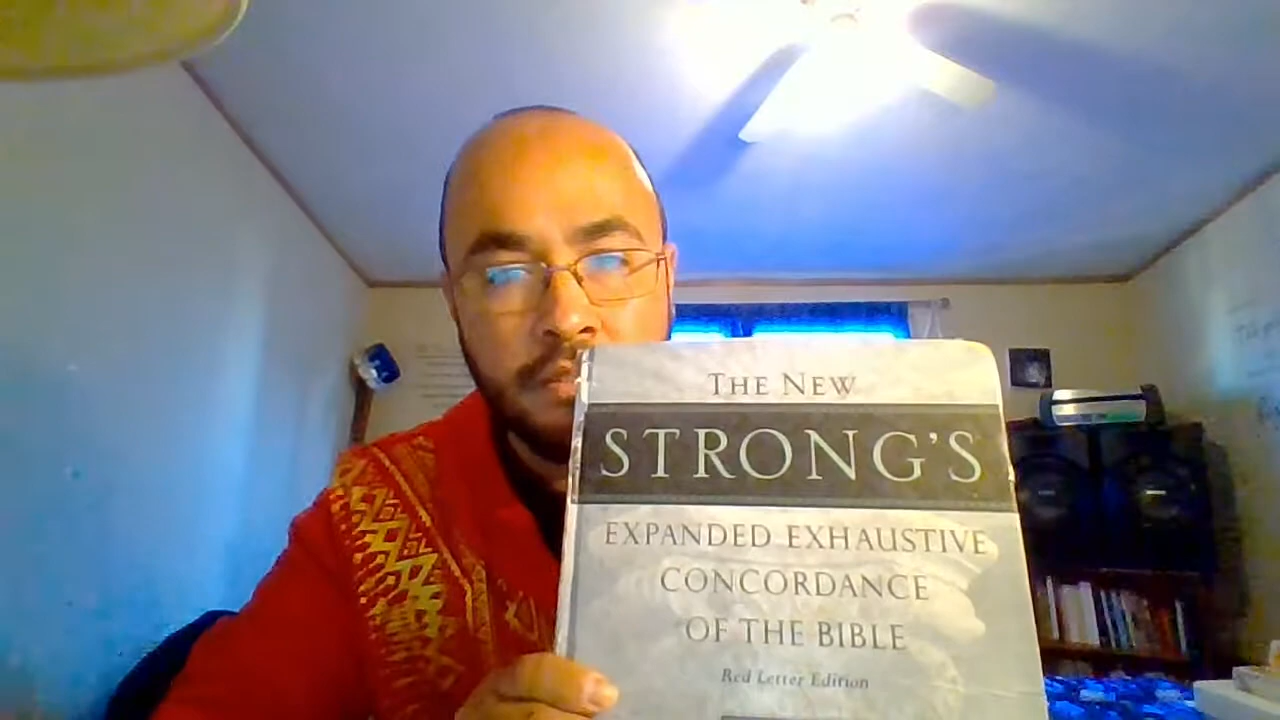 THE NEW
STRONG'S
EXPANDED EXHAUSTIVE
CONCORDANCE
OF THE BIBLE
Red Letter Edition